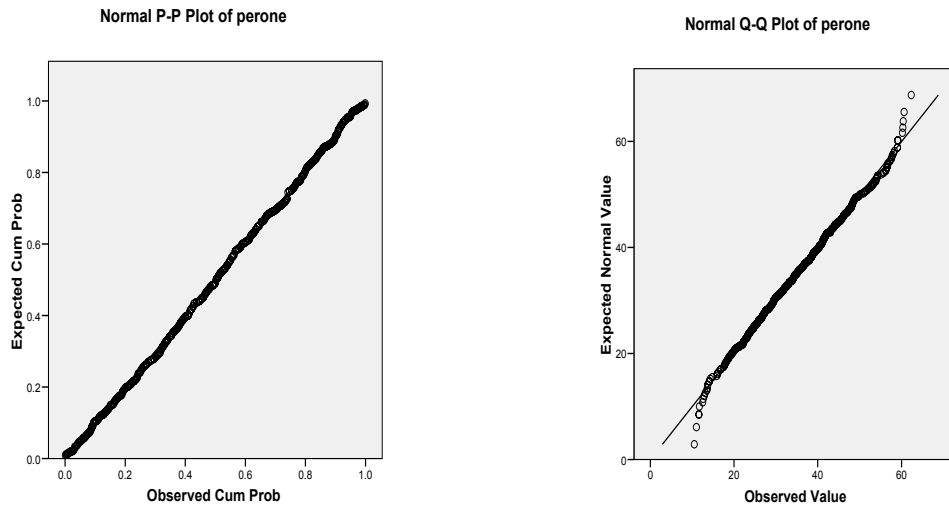 Normal P-P Plot of perone
Expected Cum Prob
1.0
0.8
0.6
0.4
0.2
0.0
0.0 0.2 0.4 0.6 0.8 1.0
Observed Cum Prob
Normal Q-Q Plot of perone
Expected Normal Value
60
40
20
0
0 20 40 60
Observed Value